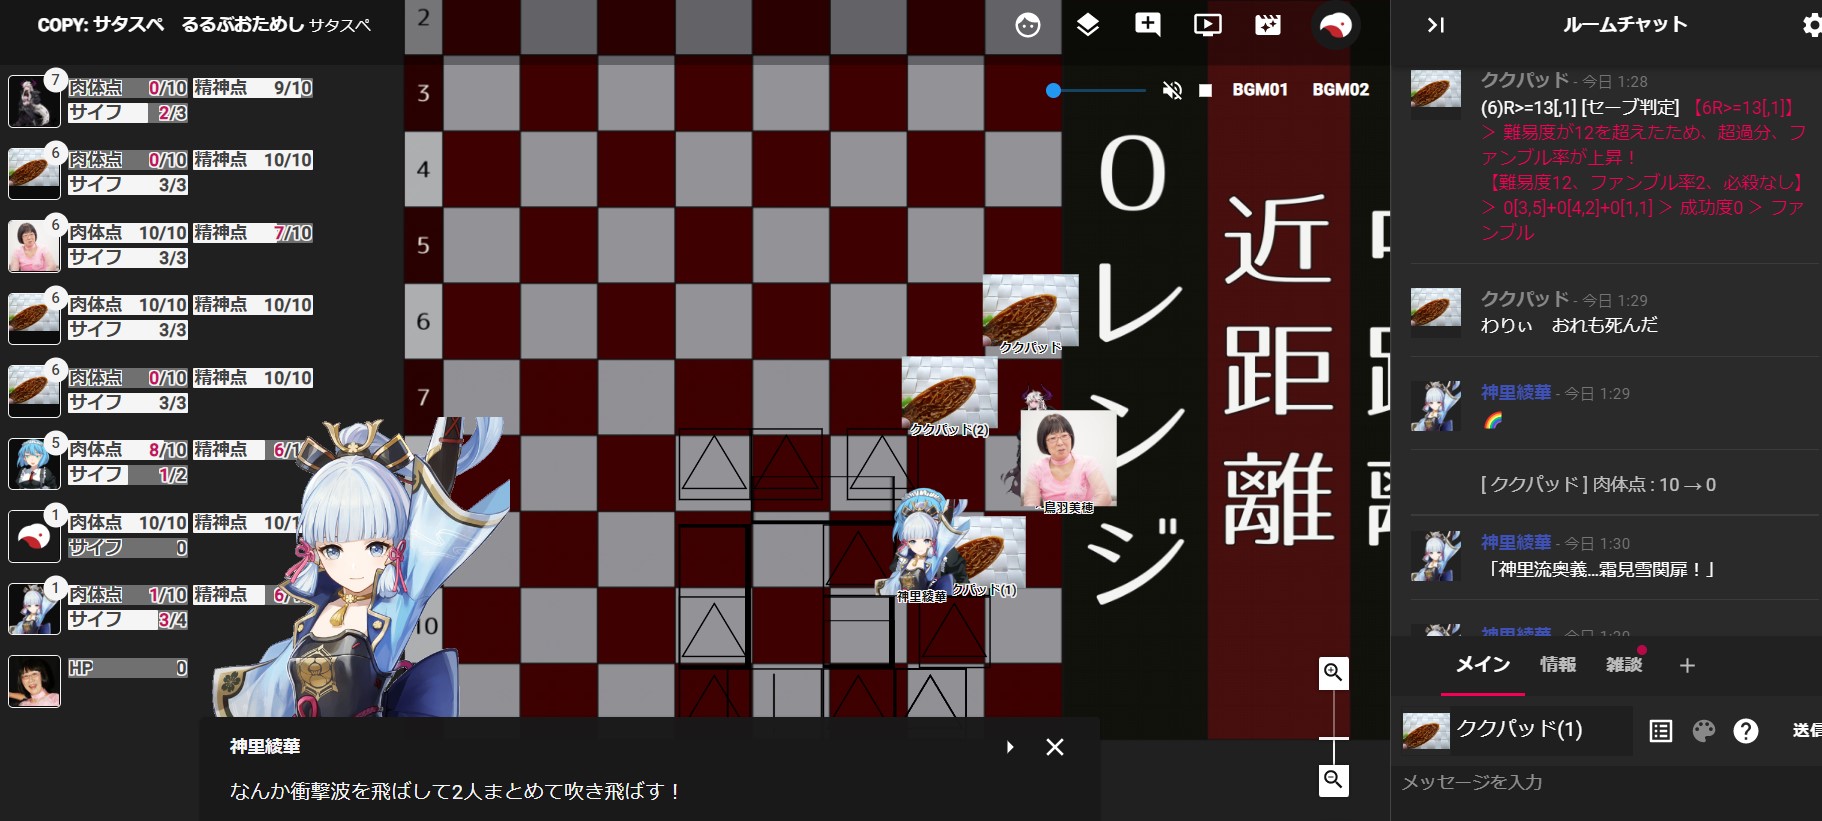 COPY: サタスペ　るるぶおためし サタスペ
BGM01
BGM02
7
肉体点 0/10 精神点 9/10
サイフ 2/3
6
肉体点 0/10 精神点 10/10
サイフ 3/3
6
肉体点 10/10 精神点 7/10
サイフ 3/3
6
肉体点 10/10 精神点 10/10
サイフ 3/3
6
肉体点 0/10 精神点 10/10
サイフ 3/3
5
肉体点 8/10 精神点 6/1
サイフ 1/2
1
肉体点 10/10 精神点 10/1
サイフ 0
1
肉体点 1/10 精神点 6/
サイフ 3/4
HP 0
2
3
4
5
6
7
10
0レンジ
近距離
ククパッド
ククパッド(2)
鳥羽美穂
神里綾華
クパッド(1)
神里綾華
なんか衝撃波を飛ばして2人まとめて吹き飛ばす！
ルームチャット
ククパッド - 今日 1:28
(6)R>=13[,1] [セーブ判定] 【6R>=13[,1]】
＞ 難易度が12を超えたため、超過分、フ
ァンブル率が上昇！
【難易度12、ファンブル率2、必殺なし】
＞ 0[3,5]+0[4,2]+0[1,1] ＞ 成功度0 ＞ ファ
ンブル
ククパッド - 今日 1:29
わりぃ　おれも死んだ
神里綾華 - 今日 1:29
🌈
[ ククパッド ] 肉体点 : 10 → 0
神里綾華 - 今日 1:30
「神里流奥義…霜見雪関扉！」
神里綾華 - 今日 1:30
メイン 情報 雑談 +
ククパッド(1)
送信
メッセージを入力